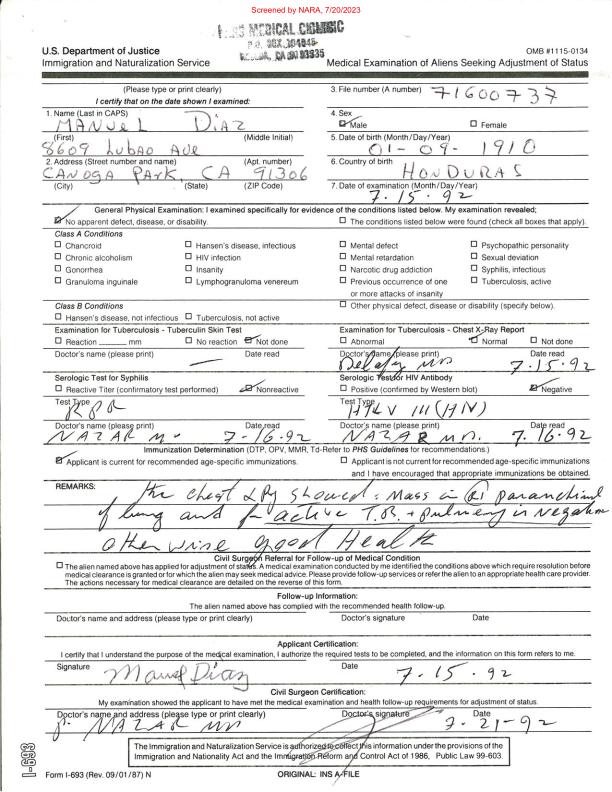 Screened by NARA, 7/20/2023
MEDICAL CLINIC
P.O. BOX
U.S. Department of Justice
Immigration and Naturalization Service
OMB #1115-0134
Medical Examination of Aliens Seeking Adjustment of Status
(Please type or print clearly)
I certify that on the date shown I examined:
3. File number (A number) 71600737
1. Name (Last in CAPS)
MANUEL DIAZ
(First) (Middle Initial)
4. Sex
☑ Male ☐ Female
8609 Lubao Ave
2. Address (Street number and name) (Apt. number)
5. Date of birth (Month/Day/Year)
01-09-1910
CANOGA PARK, CA 91306
(City) (State) (ZIP Code)
6. Country of birth
HONDURAS
7. Date of examination (Month/Day/Year)
7.15.92
General Physical Examination: I examined specifically for evidence of the conditions listed below. My examination revealed;
☑ No apparent defect, disease, or disability. ☐ The conditions listed below were found (check all boxes that apply).
Class A Conditions
☐ Chancroid ☐ Hansen's disease, infectious ☐ Mental defect ☐ Psychopathic personality
☐ Chronic alcoholism ☐ HIV infection ☐ Mental retardation ☐ Sexual deviation
☐ Gonorrhea ☐ Insanity ☐ Narcotic drug addiction ☐ Syphilis, infectious
☐ Granuloma inguinale ☐ Lymphogranuloma venereum ☐ Previous occurrence of one ☐ Tuberculosis, active
or more attacks of insanity
Class B Conditions
☐ Other physical defect, disease or disability (specify below).
☐ Hansen's disease, not infectious ☐ Tuberculosis, not active
Examination for Tuberculosis - Tuberculin Skin Test
☐ Reaction ______ mm ☐ No reaction ☑ Not done
Doctor's name (please print) Date read
Examination for Tuberculosis - Chest X-Ray Report
☐ Abnormal ☑ Normal ☐ Not done
Doctor's name (please print) Date read
MD 7-15-92
Serologic Test for Syphilis
☐ Reactive Titer (confirmatory test performed) ☑ Nonreactive
Test Type
RPR
Doctor's name (please print) Date read
NAZAR MD 7-16-92
Serologic Test for HIV Antibody
☐ Positive (confirmed by Western blot) ☑ Negative
Test Type
HTLV III (HIV)
Doctor's name (please print) Date read
NAZAR MD. 7.16-92
Immunization Determination (DTP, OPV, MMR, Td-Refer to PHS Guidelines for recommendations.)
☑ Applicant is current for recommended age-specific immunizations. ☐ Applicant is not current for recommended age-specific immunizations
and I have encouraged that appropriate immunizations be obtained.
REMARKS: the chest showed: Mass in
of lung and for active T.B.
otherwise good Health
Civil Surgeon Referral for Follow-up of Medical Condition
☐ The alien named above has applied for adjustment of status. A medical examination conducted by me identified the conditions above which require resolution before
medical clearance is granted or for which the alien may seek medical advice. Please provide follow-up services or refer the alien to an appropriate health care provider.
The actions necessary for medical clearance are detailed on the reverse of this form.
Follow-up Information:
The alien named above has complied with the recommended health follow-up.
Doctor's name and address (please type or print clearly) Doctor's signature Date
Applicant Certification:
I certify that I understand the purpose of the medical examination, I authorize the required tests to be completed, and the information on this form refers to me.
Signature Date
Manuel Diaz 7.15.92
Civil Surgeon Certification:
My examination showed the applicant to have met the medical examination and health follow-up requirements for adjustment of status.
Doctor's name and address (please type or print clearly) Doctor's signature Date
NAZAR MD 7-21-92
The Immigration and Naturalization Service is authorized to collect this information under the provisions of the
Immigration and Nationality Act and the Immigration Reform and Control Act of 1986, Public Law 99-603.
I-693
Form I-693 (Rev. 09/01/87) N ORIGINAL: INS A-FILE